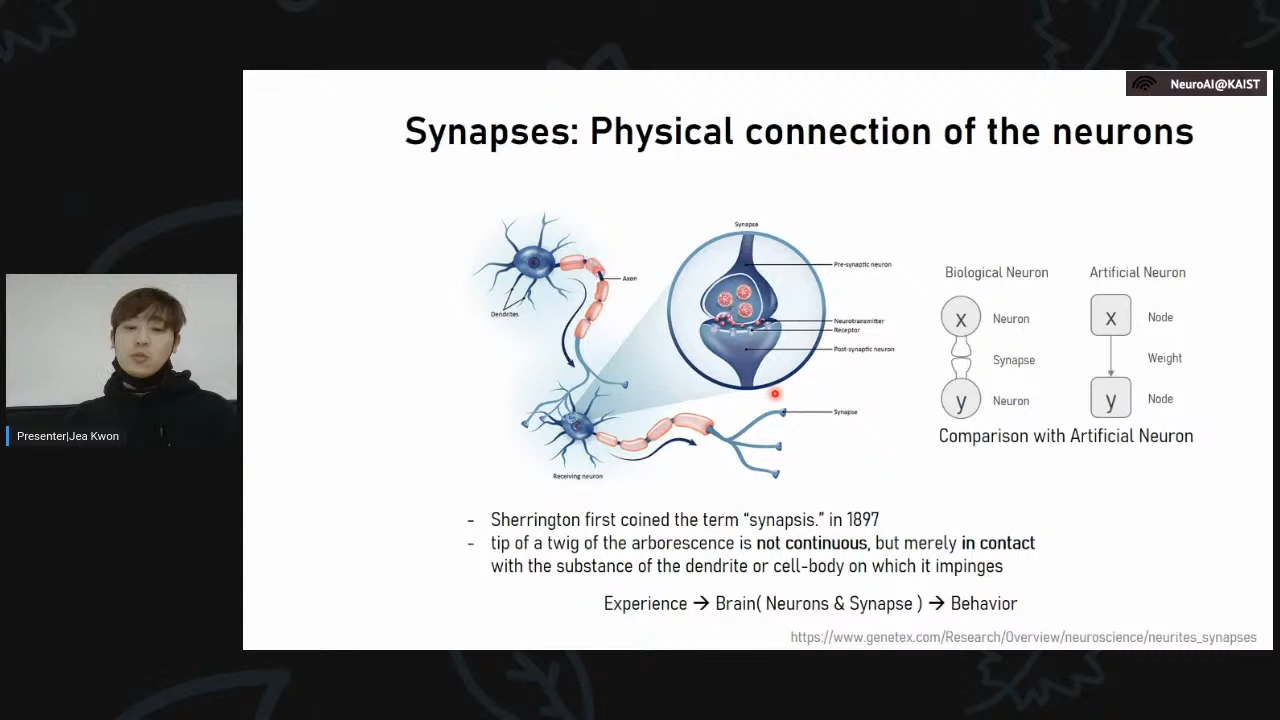 NeuroAI@KAIST
Synapses: Physical connection of the neurons
Synapse
Pre-synaptic neuron
Axon
Dendrites
Neurotransmitter
Receptor
Post-synaptic neuron
Synapse
Receiving neuron
Biological Neuron
Artificial Neuron
x
Neuron
x
Node
Synapse
Weight
y
Neuron
y
Node
Comparison with Artificial Neuron
Presenter|Jea Kwon
- Sherrington first coined the term “synapsis.” in 1897
- tip of a twig of the arborescence is not continuous, but merely in contact
with the substance of the dendrite or cell-body on which it impinges
Experience → Brain( Neurons & Synapse ) → Behavior
https://www.genetex.com/Research/Overview/neuroscience/neurites_synapses